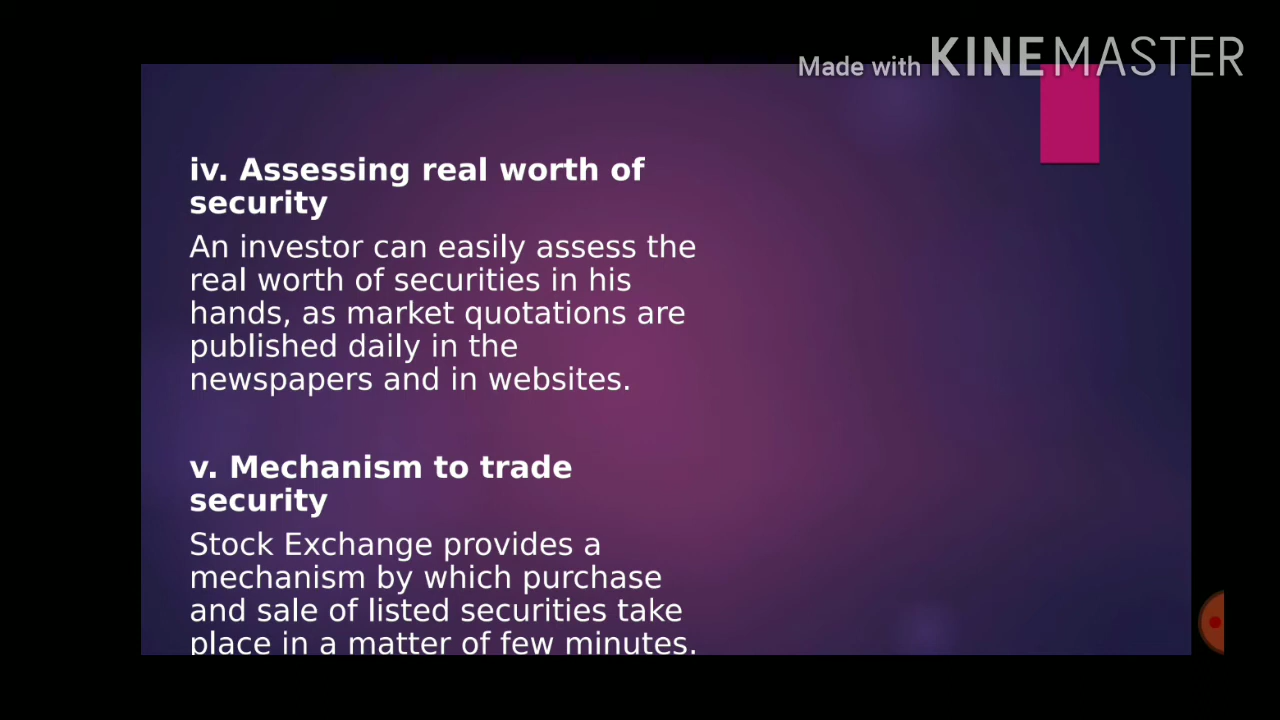 Made with KINEMASTER
iv. Assessing real worth of
security
An investor can easily assess the
real worth of securities in his
hands, as market quotations are
published daily in the
newspapers and in websites.
v. Mechanism to trade
security
Stock Exchange provides a
mechanism by which purchase
and sale of listed securities take
place in a matter of few minutes.